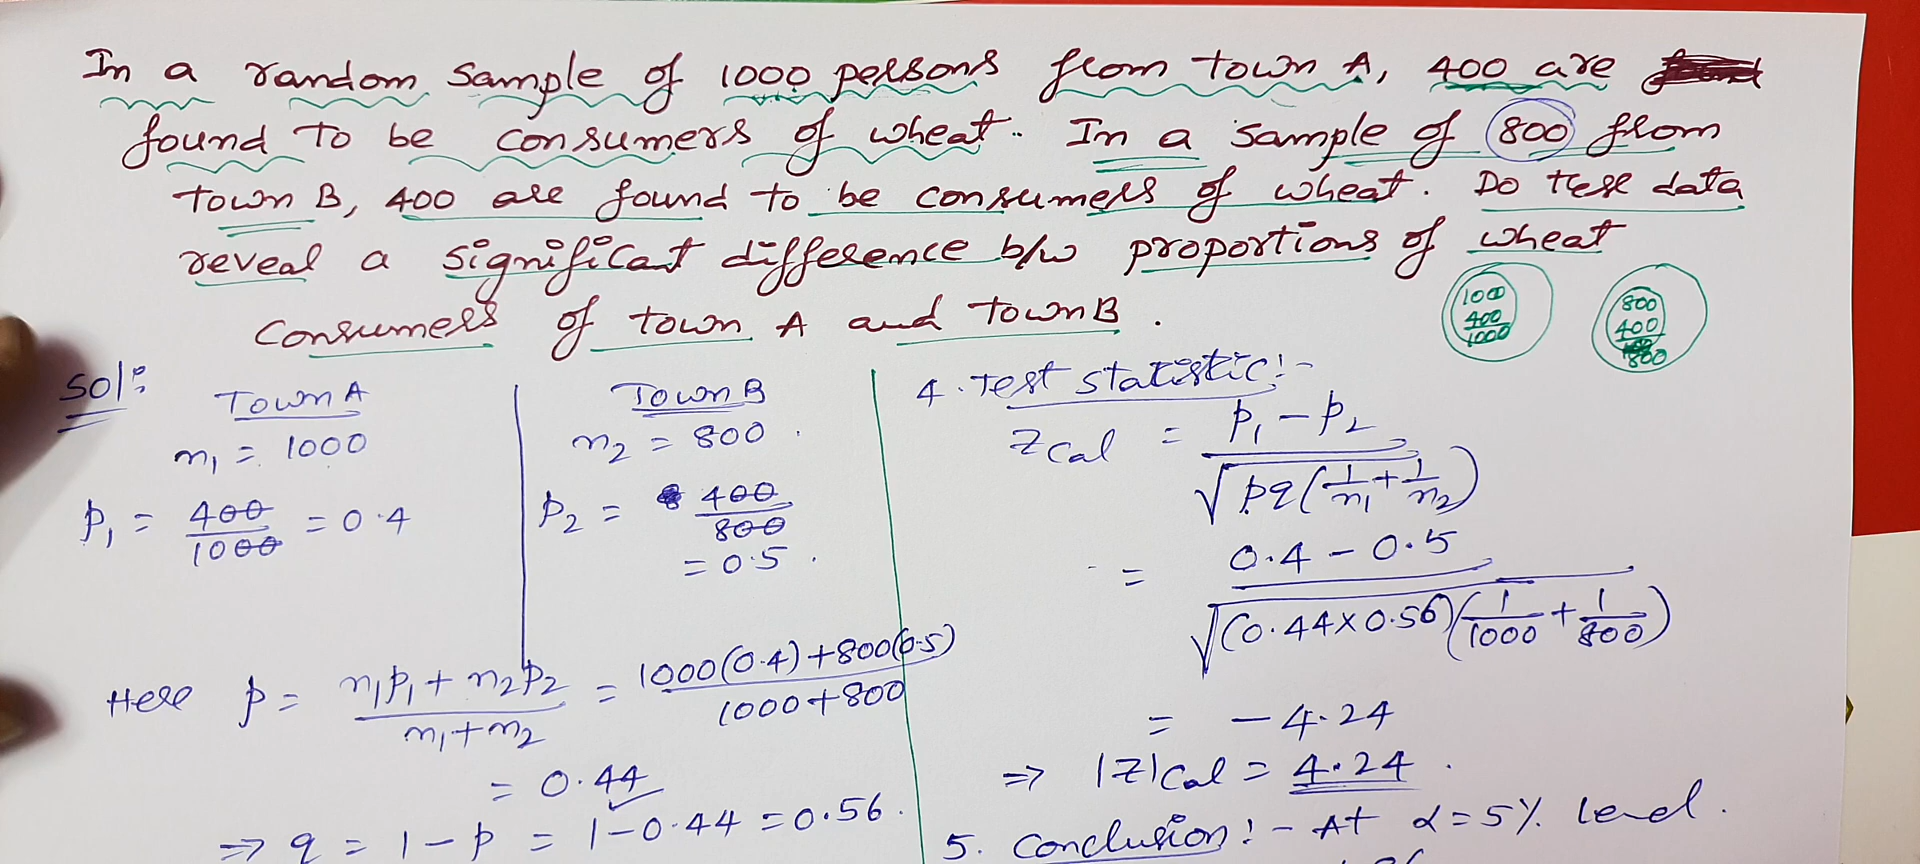 In a random sample of 1000 persons from town A, 400 are
found to be consumers of wheat. In a sample of 800 from
town B, 400 are found to be consumers of wheat. Do these data
reveal a significant difference b/w proportions of wheat
consumers of town A and town B.
1000
400
1000
800
400
800
Sol:
Town A
n₁ = 1000
p₁ = 400/1000 = 0.4
Town B
n₂ = 800.
p₂ = 400/800
= 0.5.
Here p = (n₁p₁ + n₂p₂)/(n₁+n₂) = (1000(0.4)+800(0.5))/(1000+800)
= 0.44
⇒ q = 1-p = 1-0.44 = 0.56.
4. Test statistic:-
Zcal = (p₁-p₂)/√(pq(1/n₁+1/n₂))
= (0.4-0.5)/√((0.44×0.56)(1/1000+1/800))
= -4.24
⇒ |Z|cal = 4.24.
5. Conclusion:- At α=5% level.